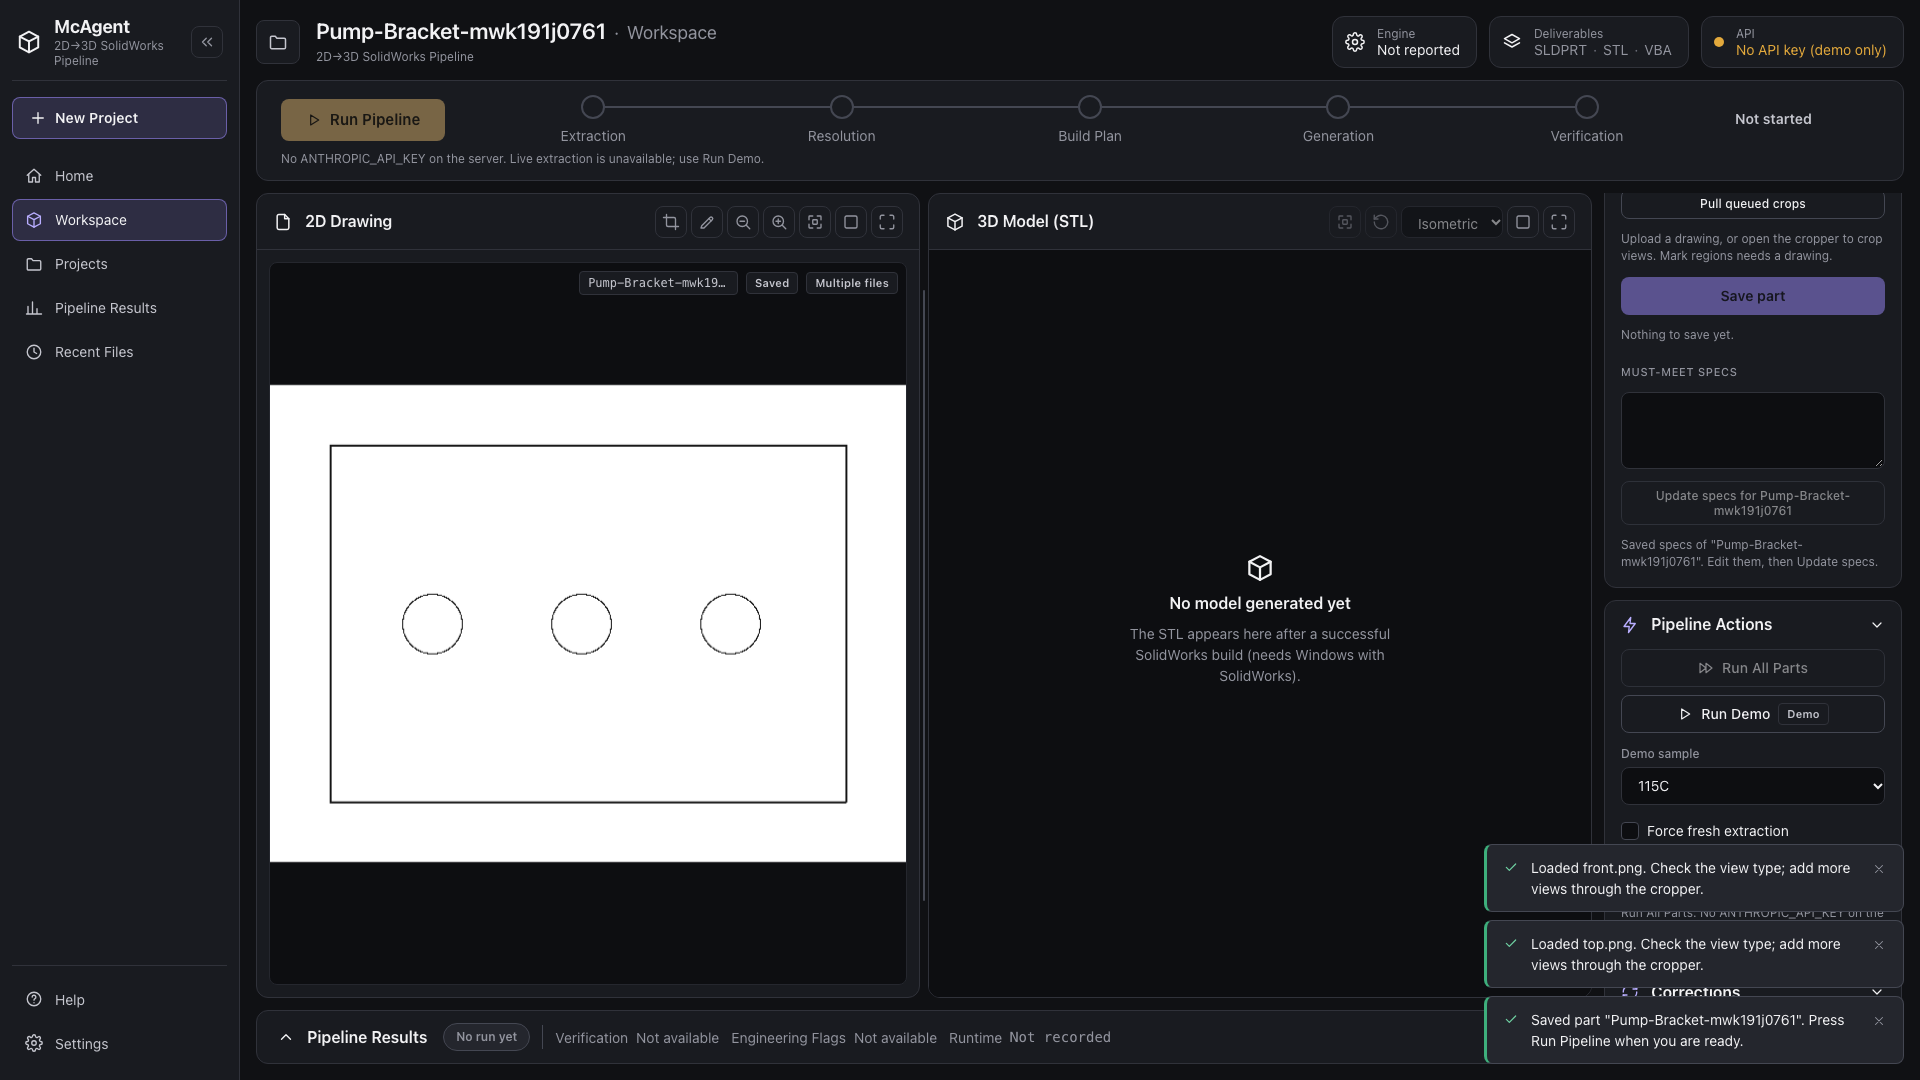 McAgent
2D→3D SolidWorks
Pipeline
New Project
Home
Workspace
Projects
Pipeline Results
Recent Files
Help
Settings
Pump-Bracket-mwk191j0761 · Workspace
2D→3D SolidWorks Pipeline
Engine
Not reported
Deliverables
SLDPRT · STL · VBA
API
No API key (demo only)
Run Pipeline
Extraction
Resolution
Build Plan
Generation
Verification
Not started
No ANTHROPIC_API_KEY on the server. Live extraction is unavailable; use Run Demo.
2D Drawing
Pump-Bracket-mwk19…
Saved
Multiple files
3D Model (STL)
Isometric
No model generated yet
The STL appears here after a successful
SolidWorks build (needs Windows with
SolidWorks).
Pull queued crops
Upload a drawing, or open the cropper to crop
views. Mark regions needs a drawing.
Save part
Nothing to save yet.
MUST-MEET SPECS
Update specs for Pump-Bracket-
mwk191j0761
Saved specs of "Pump-Bracket-
mwk191j0761". Edit them, then Update specs.
Pipeline Actions
Run All Parts
Run Demo
Demo
Demo sample
115C
Force fresh extraction
Loaded front.png. Check the view type; add more
views through the cropper.
Run All Parts: No ANTHROPIC_API_KEY on the
Loaded top.png. Check the view type; add more
views through the cropper.
Corrections
Saved part "Pump-Bracket-mwk191j0761". Press
Run Pipeline when you are ready.
Pipeline Results
No run yet
Verification Not available
Engineering Flags Not available
Runtime Not recorded